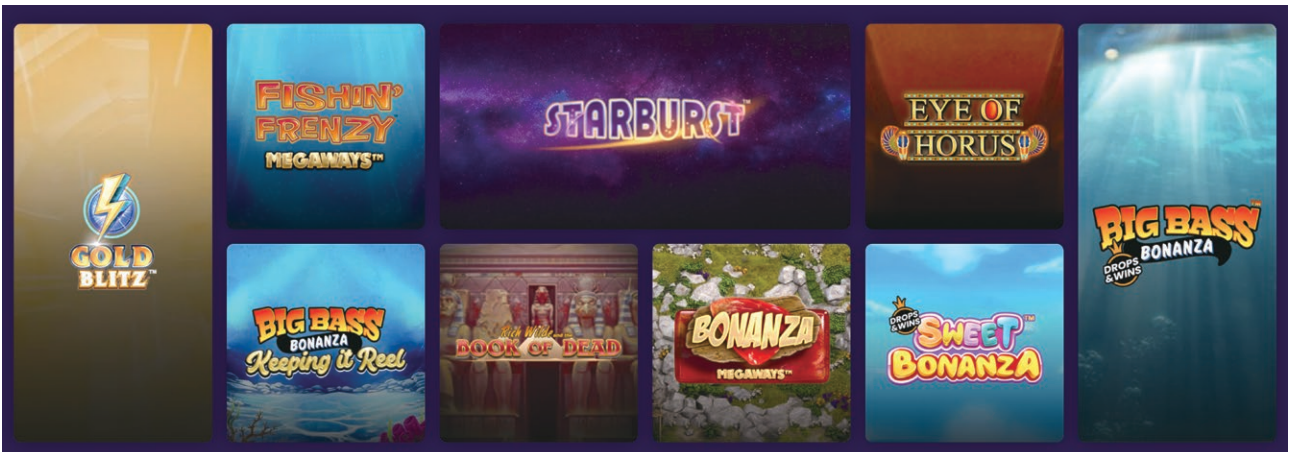 GOLD
BLITZ™
FISHIN'
FRENZY™
MEGAWAYS™
STARBURST™
EYE OF
HORUS
BIG BASS™
BONANZA
DROPS
& WINS
BIG BASS
BONANZA
Keeping it Reel
Rich Wilde and the
BOOK OF DEAD
BONANZA
MEGAWAYS™
DROPS
& WINS
SWEET™
BONANZA